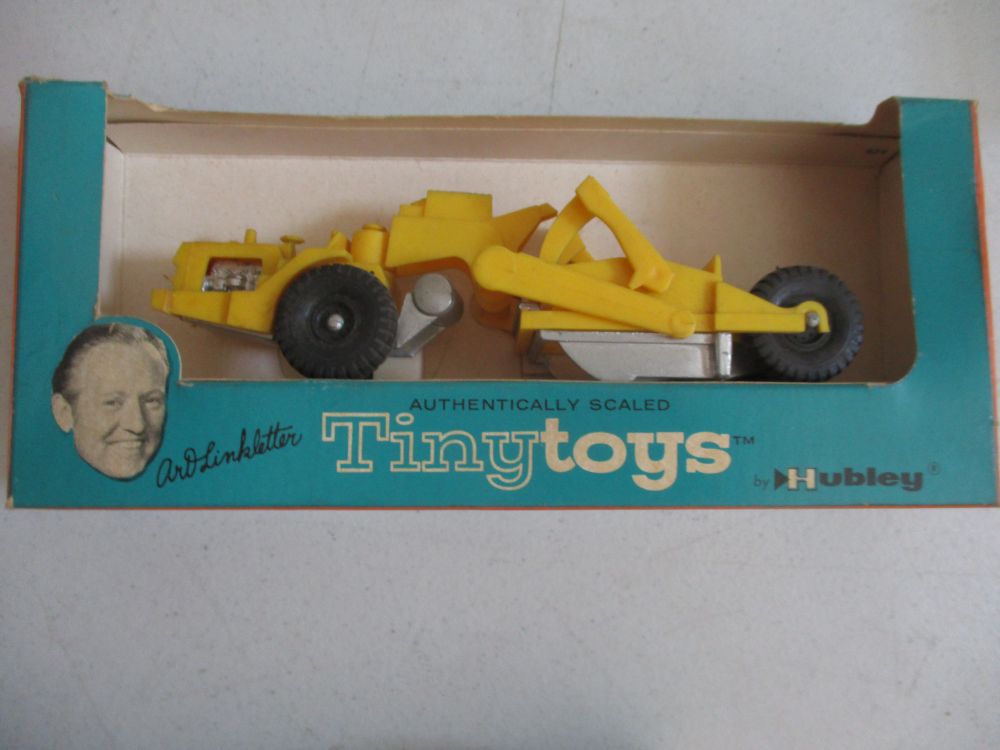 AUTHENTICALLY SCALED
Art Linkletter
Tinytoys™
by Hubley®